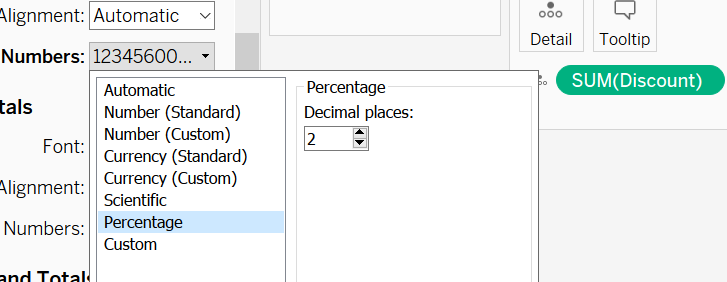 Alignment:
Automatic
Numbers:
12345600...
Automatic
Number (Standard)
Number (Custom)
Currency (Standard)
Currency (Custom)
Scientific
Percentage
Custom
Percentage
Decimal places:
2
tals
Font:
Alignment:
Numbers:
and Totals
Detail
Tooltip
SUM(Discount)